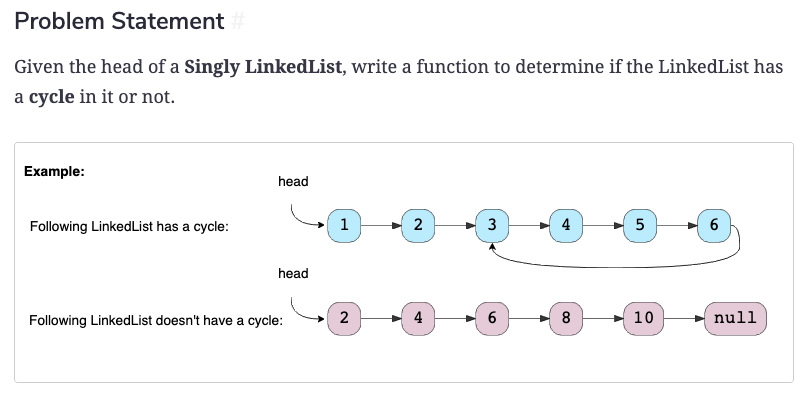 Problem Statement #
Given the head of a Singly LinkedList, write a function to determine if the LinkedList has
a cycle in it or not.
Example:
head
Following LinkedList has a cycle: 1 2 3 4 5 6
head
Following LinkedList doesn't have a cycle: 2 4 6 8 10 null